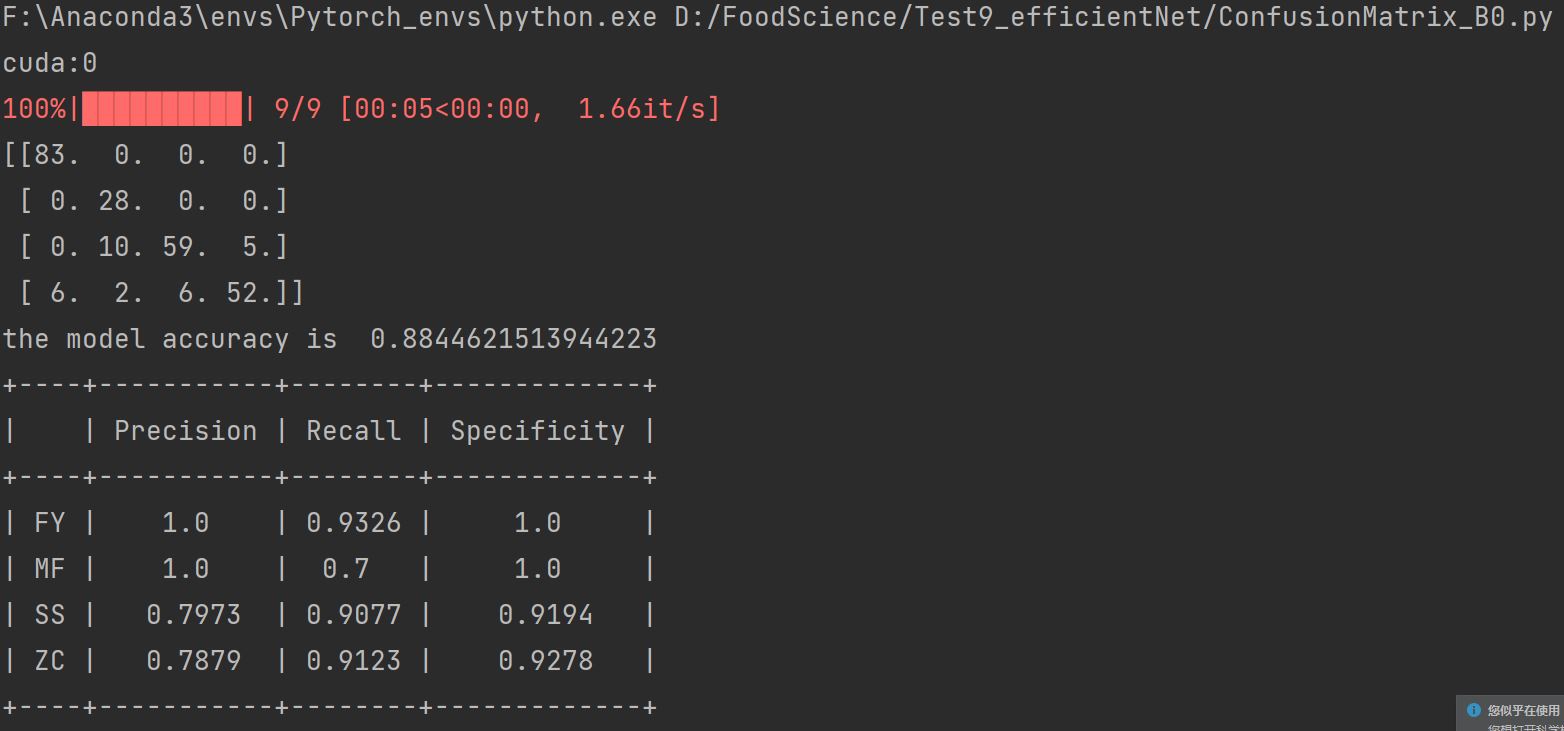 F:\Anaconda3\envs\Pytorch_envs\python.exe D:/FoodScience/Test9_efficientNet/ConfusionMatrix_B0.py
cuda:0
100%|██████████| 9/9 [00:05<00:00,  1.66it/s]
[[83.  0.  0.  0.]
 [ 0. 28.  0.  0.]
 [ 0. 10. 59.  5.]
 [ 6.  2.  6. 52.]]
the model accuracy is  0.8844621513944223
+----+-----------+--------+-------------+
|    | Precision | Recall | Specificity |
+----+-----------+--------+-------------+
| FY |    1.0    | 0.9326 |     1.0     |
| MF |    1.0    |  0.7   |     1.0     |
| SS |   0.7973  | 0.9077 |    0.9194   |
| ZC |   0.7879  | 0.9123 |    0.9278   |
+----+-----------+--------+-------------+
您似乎在使用